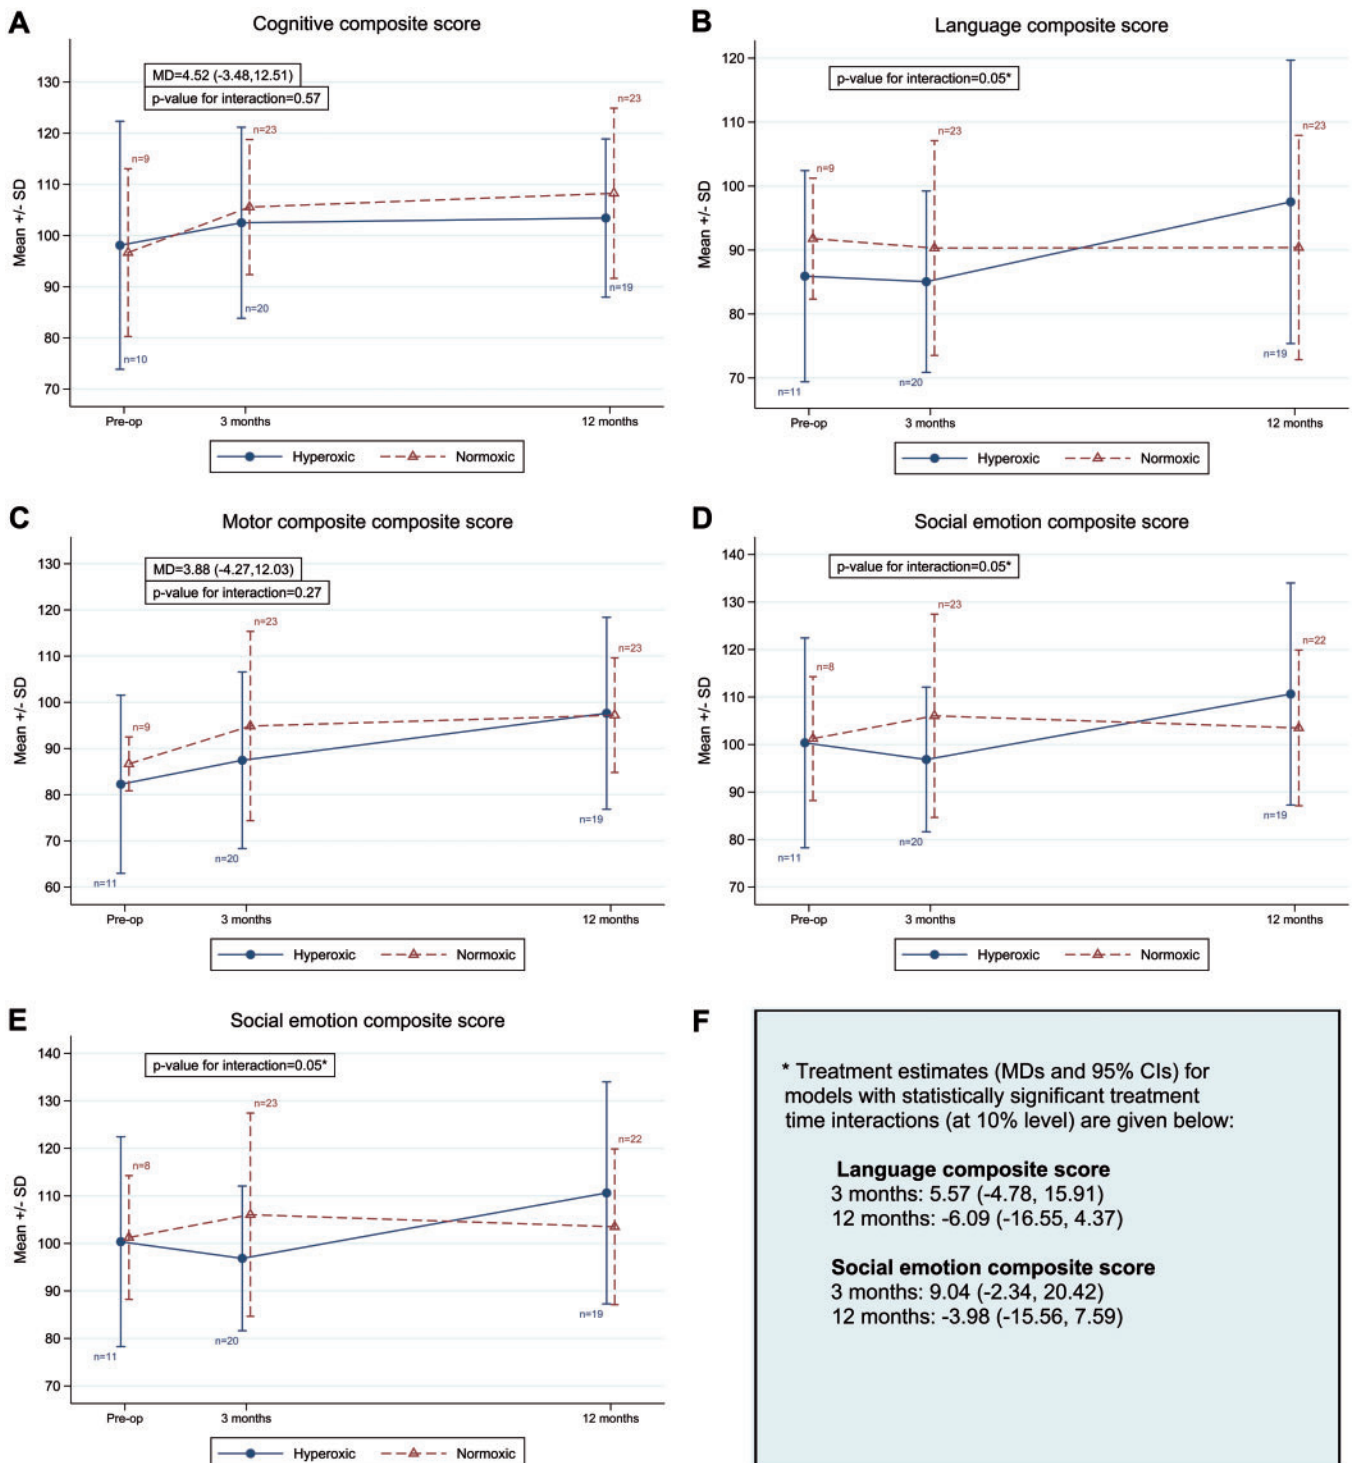 A
Cognitive composite score
MD=4.52 (-3.48,12.51)
p-value for interaction=0.57
Mean +/- SD
130
120
110
100
90
80
70
n=9
n=23
n=23
n=10
n=20
n=19
Pre-op
3 months
12 months
Hyperoxic
Normoxic
B
Language composite score
p-value for interaction=0.05*
Mean +/- SD
120
110
100
90
80
70
n=9
n=23
n=23
n=11
n=20
n=19
Pre-op
3 months
12 months
Hyperoxic
Normoxic
C
Motor composite composite score
MD=3.88 (-4.27,12.03)
p-value for interaction=0.27
Mean +/- SD
130
120
110
100
90
80
70
60
n=9
n=23
n=23
n=11
n=20
n=19
Pre-op
3 months
12 months
Hyperoxic
Normoxic
D
Social emotion composite score
p-value for interaction=0.05*
Mean +/- SD
140
130
120
110
100
90
80
70
n=8
n=23
n=22
n=11
n=20
n=19
Pre-op
3 months
12 months
Hyperoxic
Normoxic
E
Social emotion composite score
p-value for interaction=0.05*
Mean +/- SD
140
130
120
110
100
90
80
70
n=8
n=23
n=22
n=11
n=20
n=19
Pre-op
3 months
12 months
Hyperoxic
Normoxic
F
* Treatment estimates (MDs and 95% CIs) for
models with statistically significant treatment
time interactions (at 10% level) are given below:
Language composite score
3 months: 5.57 (-4.78, 15.91)
12 months: -6.09 (-16.55, 4.37)
Social emotion composite score
3 months: 9.04 (-2.34, 20.42)
12 months: -3.98 (-15.56, 7.59)